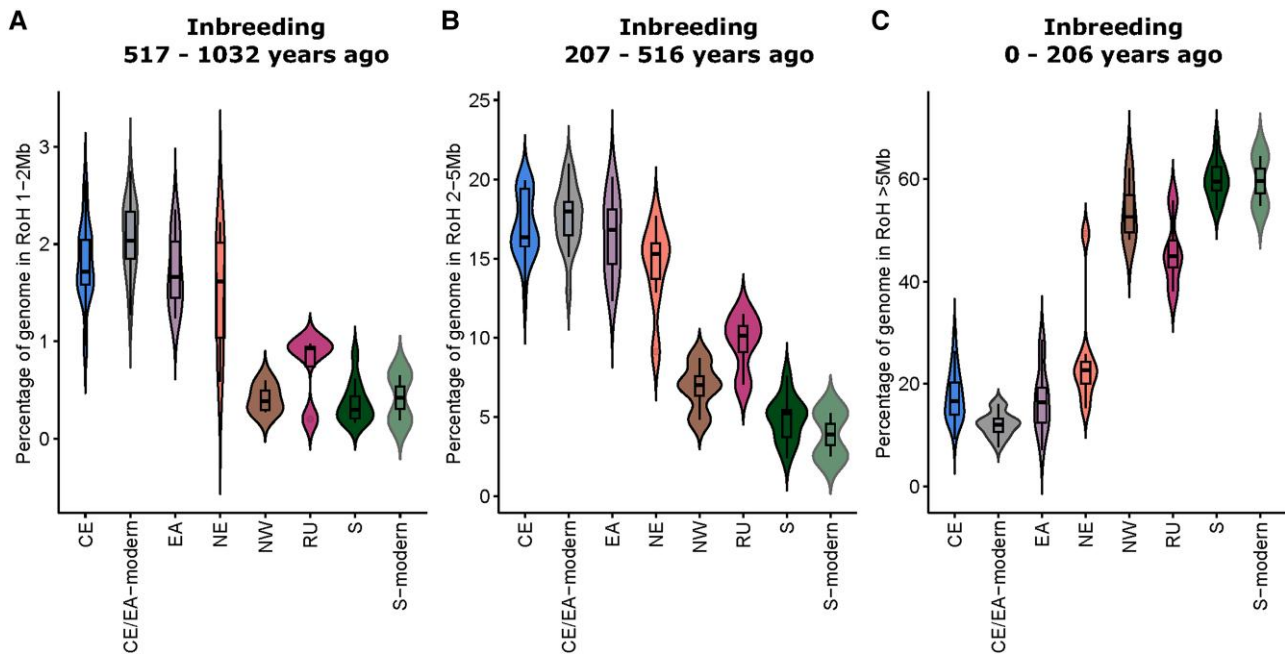 A
Inbreeding
517 - 1032 years ago
Percentage of genome in RoH 1−2Mb
3
2
1
0
CE
CE/EA−modern
EA
NE
NW
RU
S
S−modern
B
Inbreeding
207 - 516 years ago
Percentage of genome in RoH 2−5Mb
25
20
15
10
5
0
CE
CE/EA−modern
EA
NE
NW
RU
S
S−modern
C
Inbreeding
0 - 206 years ago
Percentage of genome in RoH >5Mb
60
40
20
0
CE
CE/EA−modern
EA
NE
NW
RU
S
S−modern